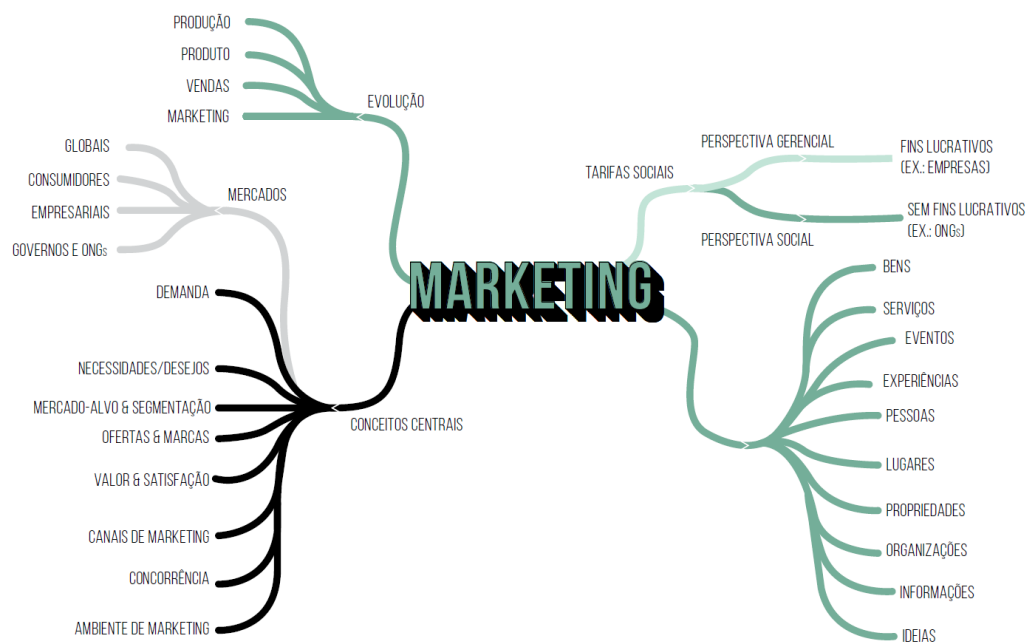 PRODUÇÃO
PRODUTO
VENDAS
MARKETING
EVOLUÇÃO
GLOBAIS
CONSUMIDORES
EMPRESARIAIS
GOVERNOS E ONGs
MERCADOS
DEMANDA
NECESSIDADES/DESEJOS
MERCADO-ALVO & SEGMENTAÇÃO
OFERTAS & MARCAS
VALOR & SATISFAÇÃO
CANAIS DE MARKETING
CONCORRÊNCIA
AMBIENTE DE MARKETING
CONCEITOS CENTRAIS
MARKETING
TARIFAS SOCIAIS
PERSPECTIVA GERENCIAL
FINS LUCRATIVOS
(EX.: EMPRESAS)
PERSPECTIVA SOCIAL
SEM FINS LUCRATIVOS
(EX.: ONGs)
BENS
SERVIÇOS
EVENTOS
EXPERIÊNCIAS
PESSOAS
LUGARES
PROPRIEDADES
ORGANIZAÇÕES
INFORMAÇÕES
IDEIAS